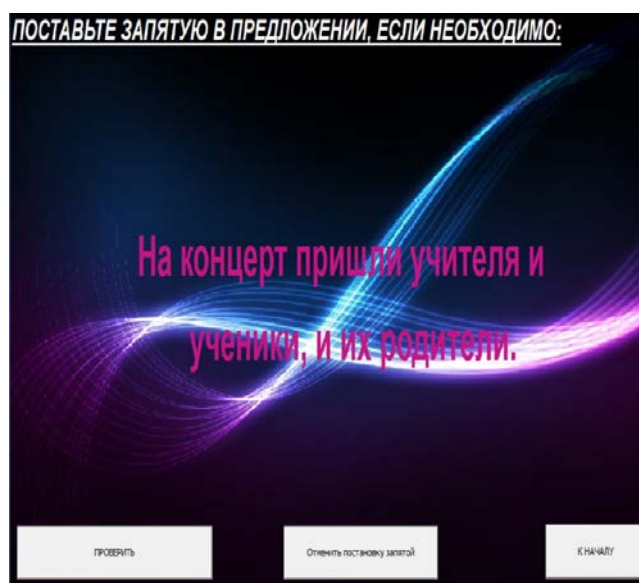 ПОСТАВЬТЕ ЗАПЯТУЮ В ПРЕДЛОЖЕНИИ, ЕСЛИ НЕОБХОДИМО:
На концерт пришли учителя и
ученики, и их родители.
ПРОВЕРИТЬ
Отменить постановку запятой
К НАЧАЛУ